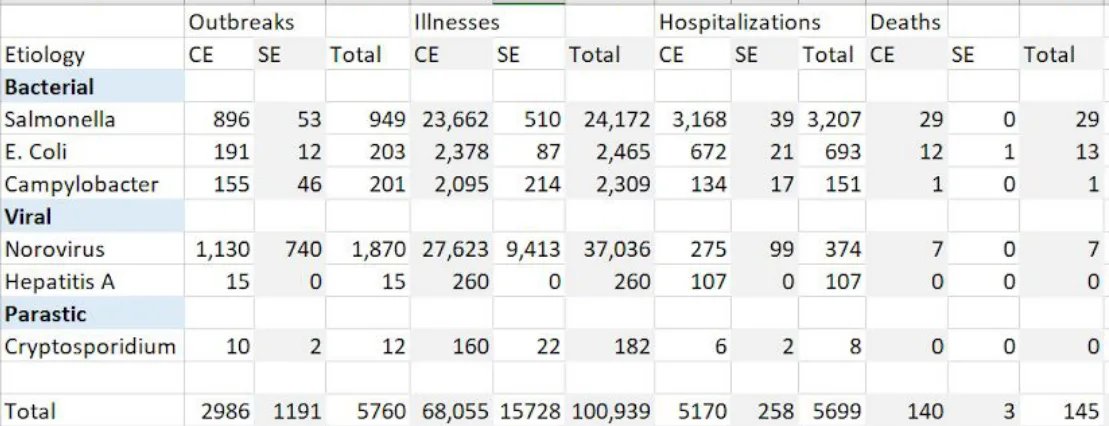 Outbreaks Illnesses Hospitalizations Deaths
Etiology CE SE Total CE SE Total CE SE Total CE SE Total
Bacterial
Salmonella 896 53 949 23,662 510 24,172 3,168 39 3,207 29 0 29
E. Coli 191 12 203 2,378 87 2,465 672 21 693 12 1 13
Campylobacter 155 46 201 2,095 214 2,309 134 17 151 1 0 1
Viral
Norovirus 1,130 740 1,870 27,623 9,413 37,036 275 99 374 7 0 7
Hepatitis A 15 0 15 260 0 260 107 0 107 0 0 0
Parastic
Cryptosporidium 10 2 12 160 22 182 6 2 8 0 0 0
Total 2986 1191 5760 68,055 15728 100,939 5170 258 5699 140 3 145